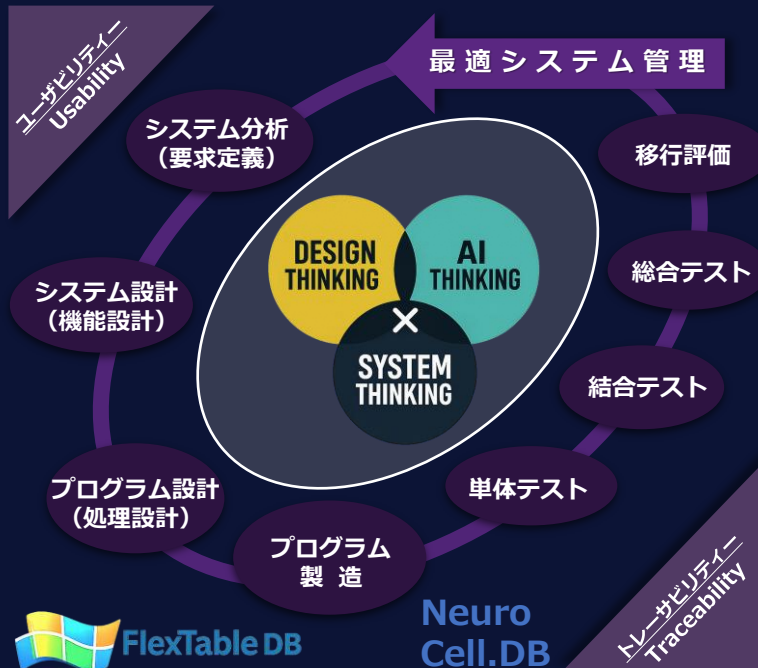 ユーザビリティー
Usability
最適システム管理
システム分析
（要求定義）
移行評価
DESIGN
THINKING
AI
THINKING
総合テスト
システム設計
（機能設計）
×
SYSTEM
THINKING
結合テスト
プログラム設計
（処理設計）
単体テスト
プログラム
製 造
トレーサビリティー
Traceability
FlexTable DB
Neuro
Cell.DB